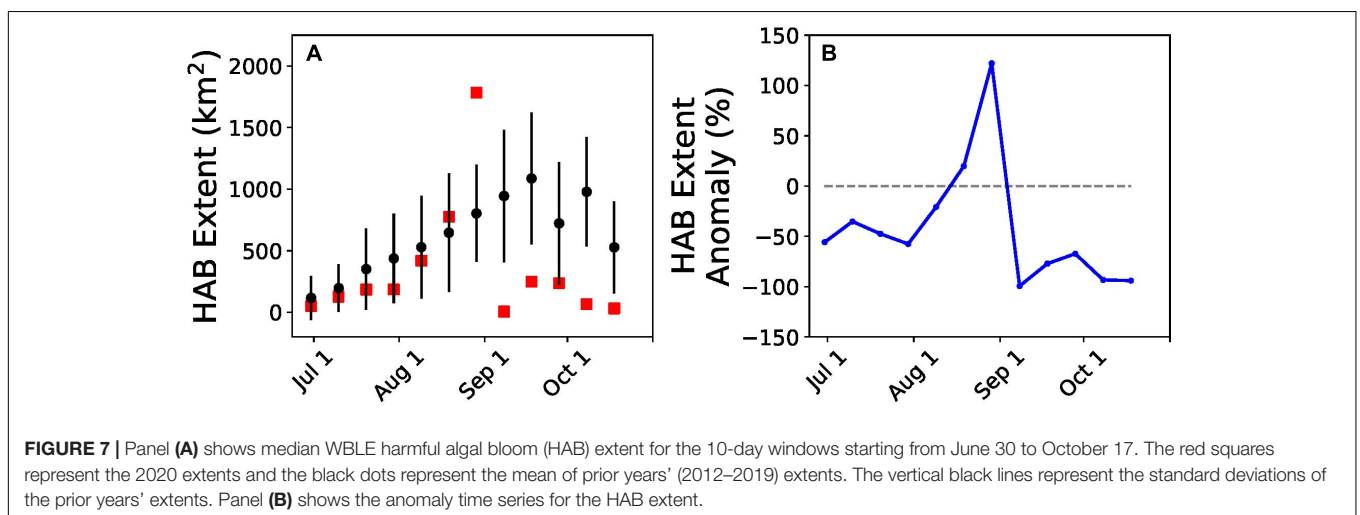 A
HAB Extent (km²)
2000
1500
1000
500
0
Jul 1
Aug 1
Sep 1
Oct 1
B
HAB Extent
Anomaly (%)
150
100
50
0
−50
−100
−150
Jul 1
Aug 1
Sep 1
Oct 1
FIGURE 7 | Panel (A) shows median WBLE harmful algal bloom (HAB) extent for the 10-day windows starting from June 30 to October 17. The red squares
represent the 2020 extents and the black dots represent the mean of prior years’ (2012–2019) extents. The vertical black lines represent the standard deviations of
the prior years’ extents. Panel (B) shows the anomaly time series for the HAB extent.